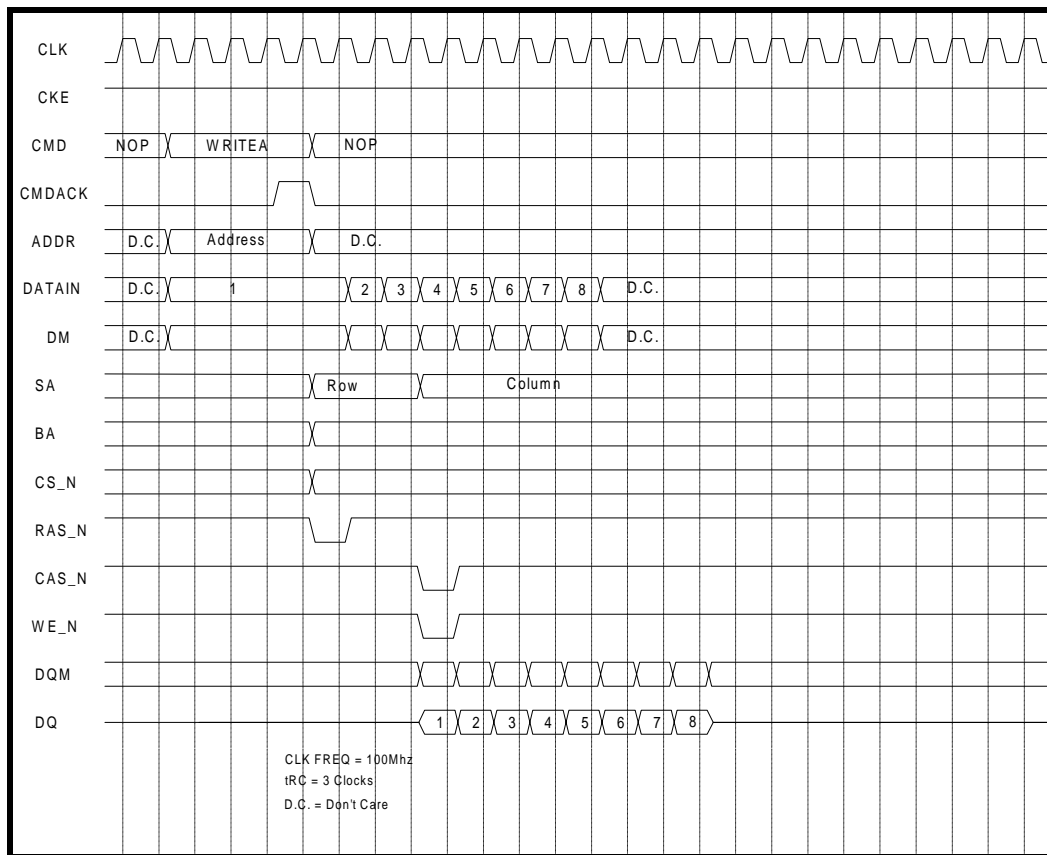 CLK
CKE
CMD NOP WRITEA NOP
CMDACK
ADDR D.C. Address D.C.
DATAIN D.C. 1 2 3 4 5 6 7 8 D.C.
DM D.C. D.C.
SA Row Column
BA
CS_N
RAS_N
CAS_N
WE_N
DQM
DQ 1 2 3 4 5 6 7 8
CLK FREQ = 100Mhz
tRC = 3 Clocks
D.C. = Don't Care